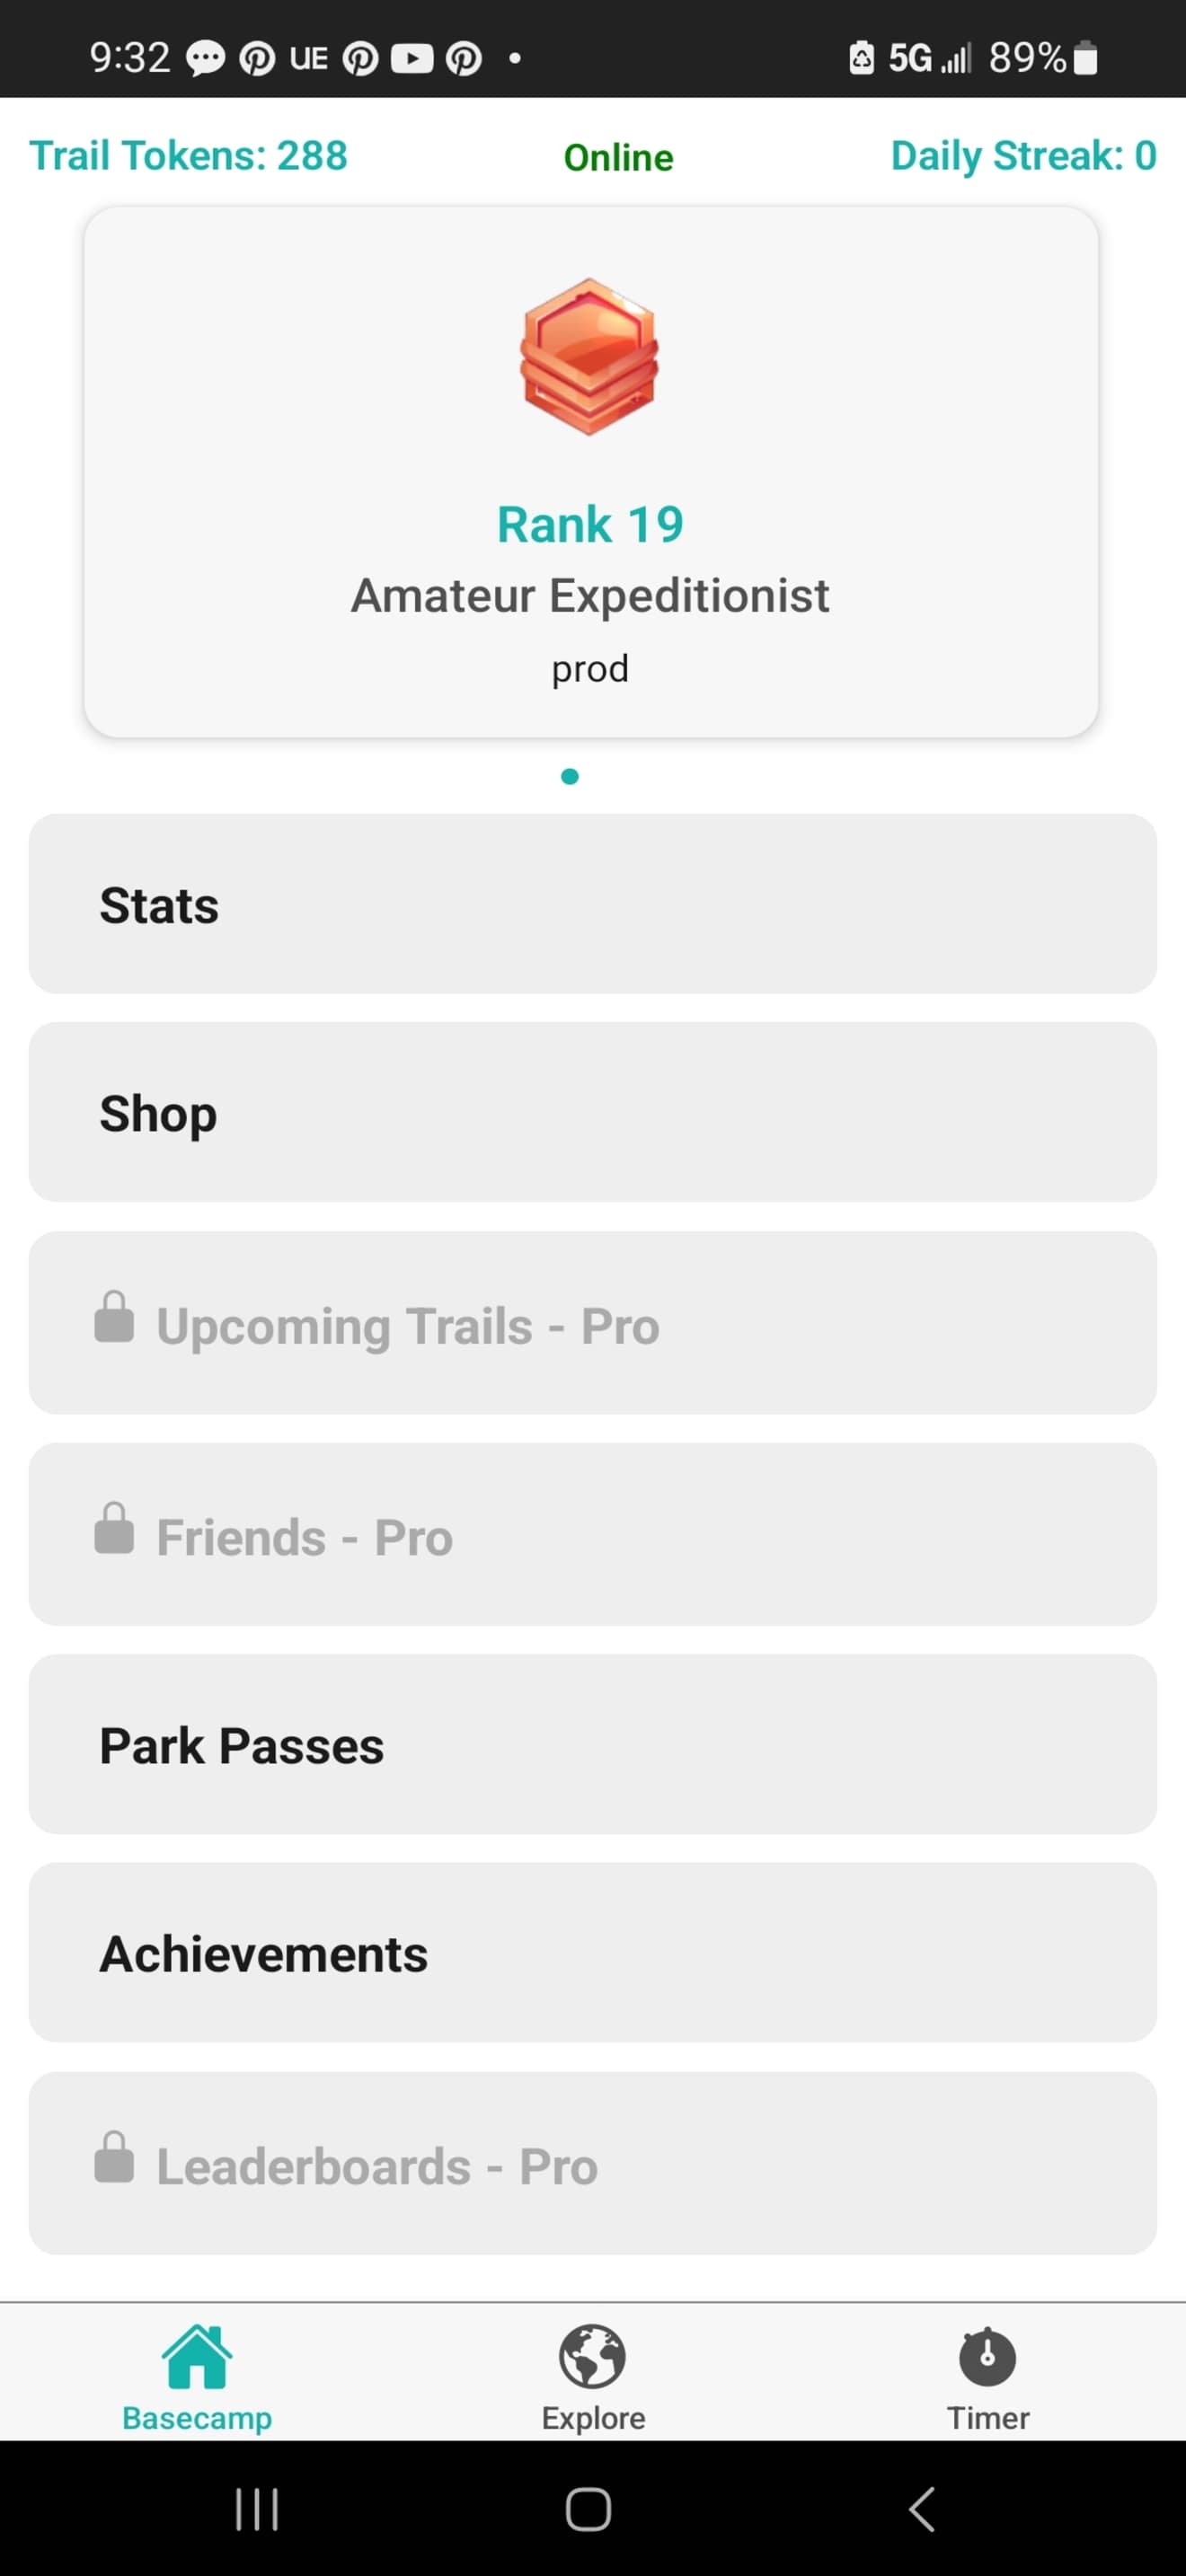 9:32 UE 5G 89%
Trail Tokens: 288 Online Daily Streak: 0
Rank 19
Amateur Expeditionist
prod
Stats
Shop
Upcoming Trails - Pro
Friends - Pro
Park Passes
Achievements
Leaderboards - Pro
Basecamp Explore Timer